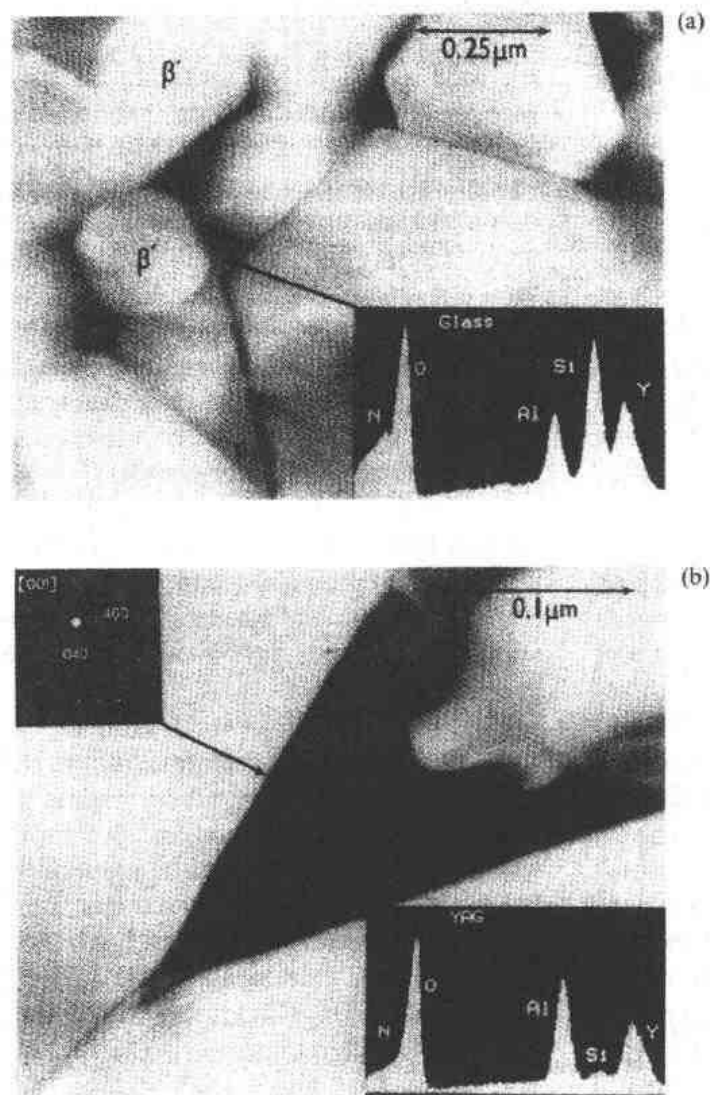 (a)
β′
0.25μm
β′
Glass
N
O
Al
Si
Y
(b)
[001]
400
040
0.1μm
YAG
N
O
Al
Si
Y